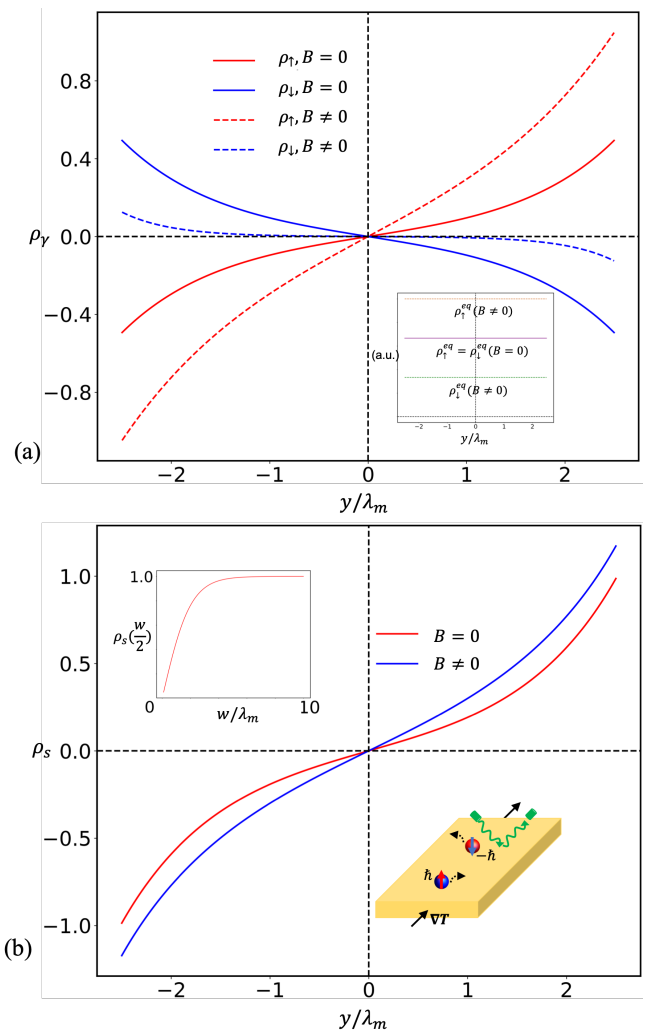 ρ↑, B = 0
ρ↓, B = 0
ρ↑, B ≠ 0
ρ↓, B ≠ 0
0.8
0.4
0.0
−0.4
−0.8
ργ
ρ↑^eq (B ≠ 0)
(a.u.)
ρ↑^eq = ρ↓^eq (B = 0)
ρ↓^eq (B ≠ 0)
−2 −1 0 1 2
y/λm
(a)
−2 −1 0 1 2
y/λm
1.0
0.5
0.0
−0.5
−1.0
ρs
1.0
ρs(w/2)
0 w/λm 10
B = 0
B ≠ 0
−ℏ
ℏ
∇T
(b)
−2 −1 0 1 2
y/λm